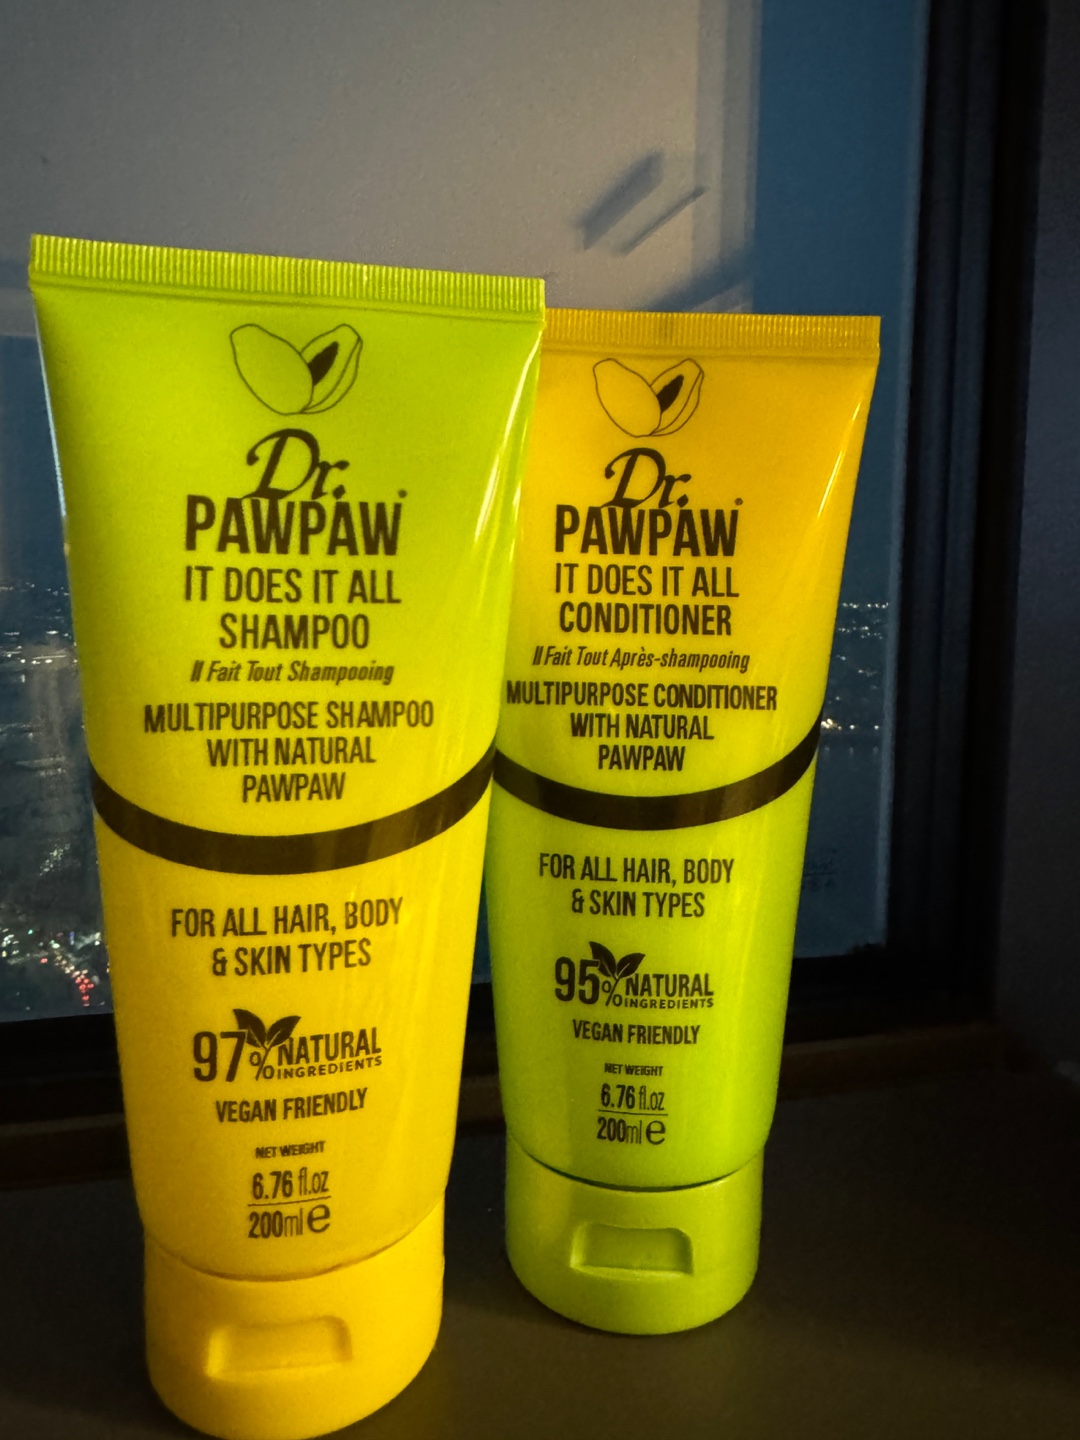 Dr.
PAWPAW
IT DOES IT ALL
SHAMPOO
Il Fait Tout Shampooing
MULTIPURPOSE SHAMPOO
WITH NATURAL
PAWPAW
FOR ALL HAIR, BODY
& SKIN TYPES
97% NATURAL
INGREDIENTS
VEGAN FRIENDLY
NET WEIGHT
6.76 fl.oz
200ml e
Dr.
PAWPAW
IT DOES IT ALL
CONDITIONER
Il Fait Tout Après-shampooing
MULTIPURPOSE CONDITIONER
WITH NATURAL
PAWPAW
FOR ALL HAIR, BODY
& SKIN TYPES
95% NATURAL
INGREDIENTS
VEGAN FRIENDLY
NET WEIGHT
6.76 fl.oz
200ml e